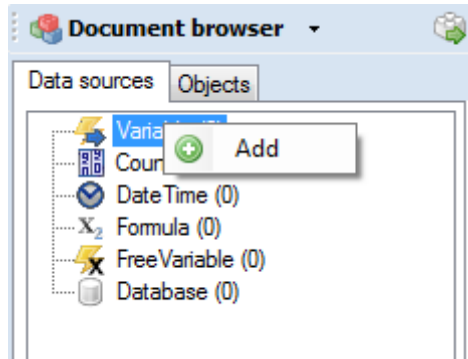 Document browser
Data sources Objects
Add
DateTime (0)
Formula (0)
FreeVariable (0)
Database (0)